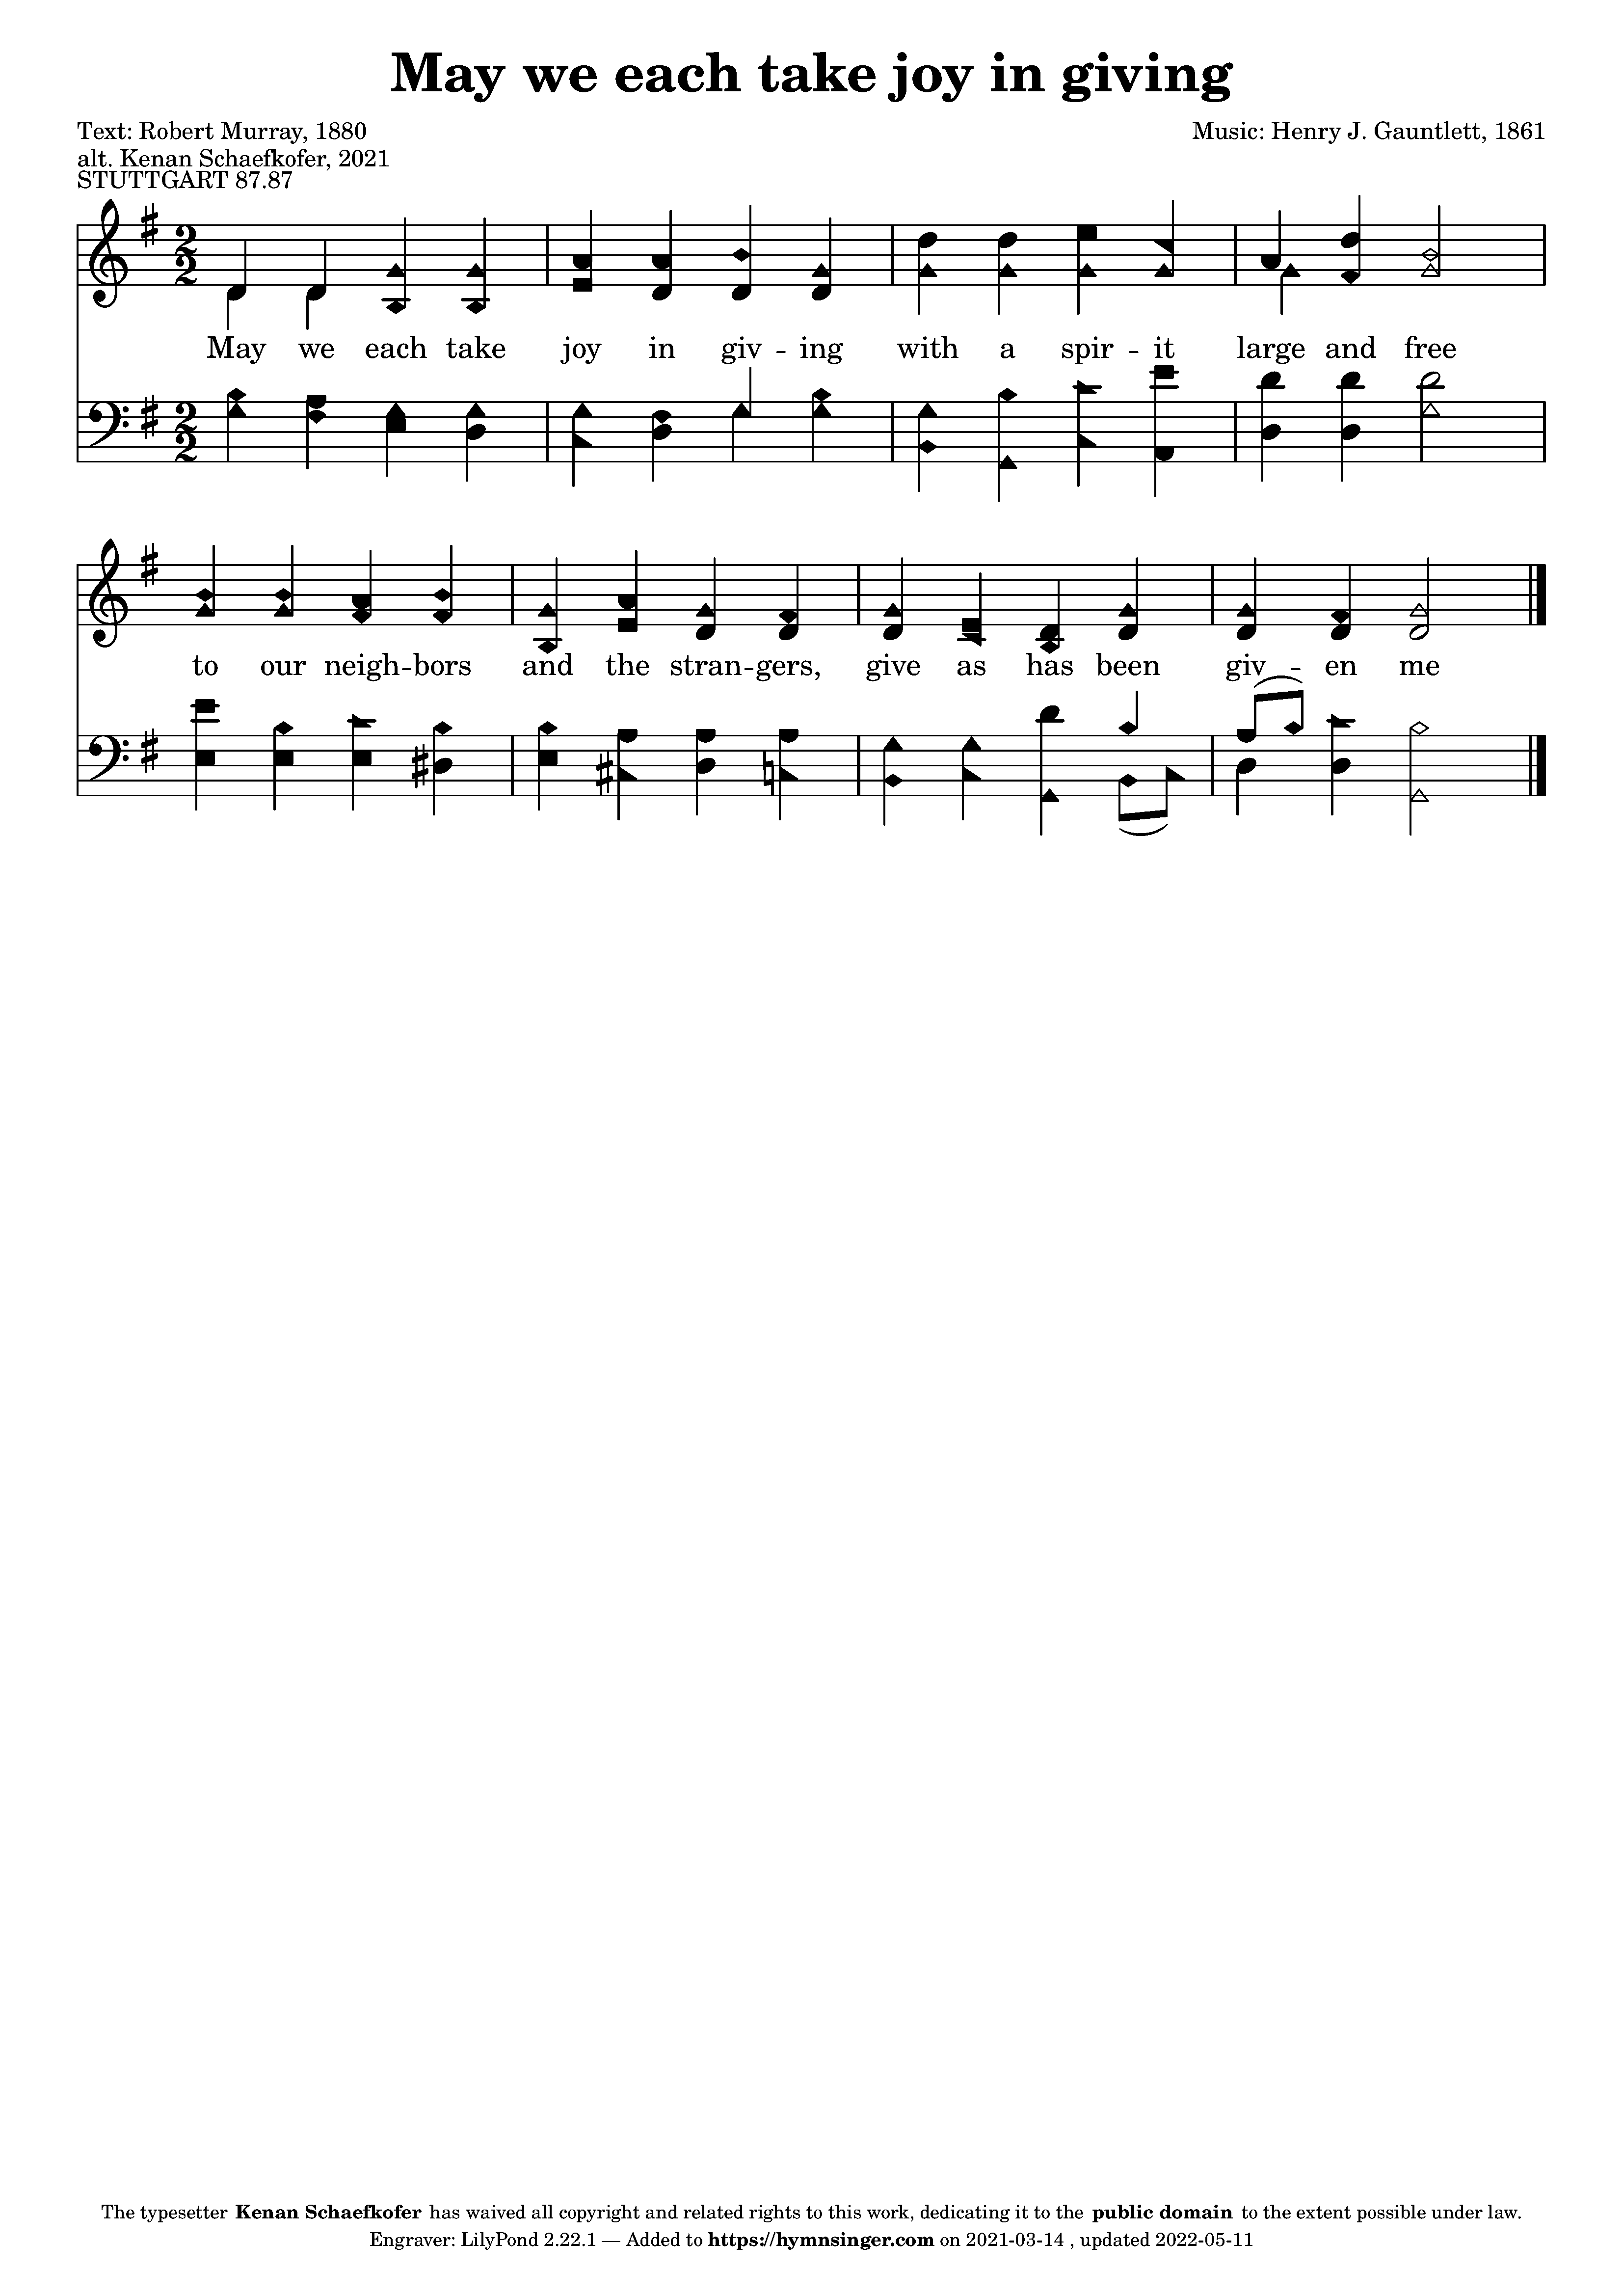 May we each take joy in giving
Text: Robert Murray, 1880
Music: Henry J. Gauntlett, 1861
alt. Kenan Schaefkofer, 2021
STUTTGART 87.87
May we each take joy in giv -- ing with a spir -- it large and free
to our neigh -- bors and the stran -- gers, give as has been giv -- en me
The typesetter Kenan Schaefkofer has waived all copyright and related rights to this work, dedicating it to the public domain to the extent possible under law.
Engraver: LilyPond 2.22.1 — Added to https://hymnsinger.com on 2021-03-14 , updated 2022-05-11